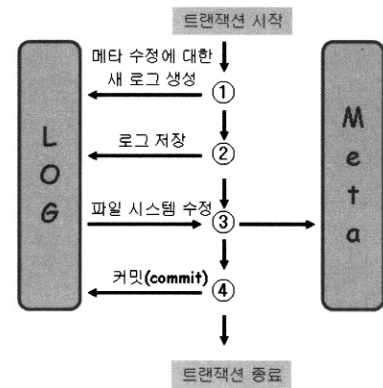 트랜잭션 시작
메타 수정에 대한
새 로그 생성
①
로그 저장
②
파일 시스템 수정
③
커밋(commit)
④
트랜잭션 종료
LOG
Meta